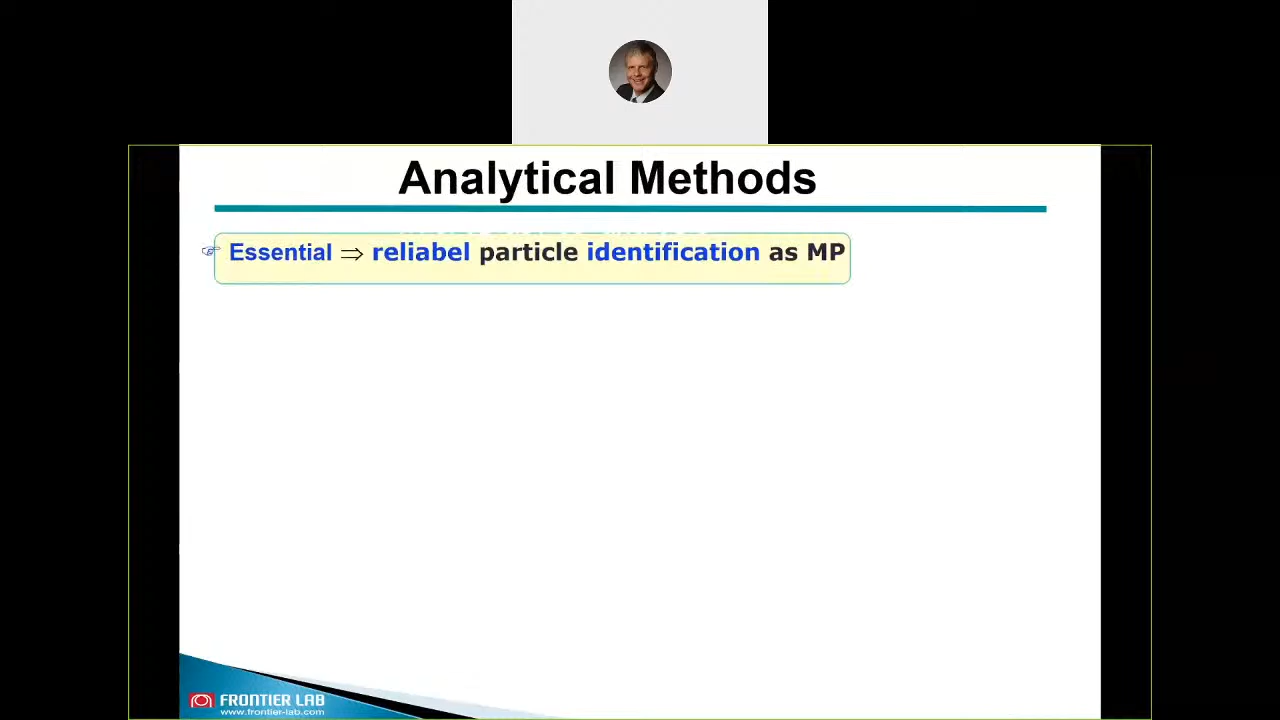 Analytical Methods
☞ Essential ⇒ reliabel particle identification as MP
FRONTIER LAB
www.frontier-lab.com